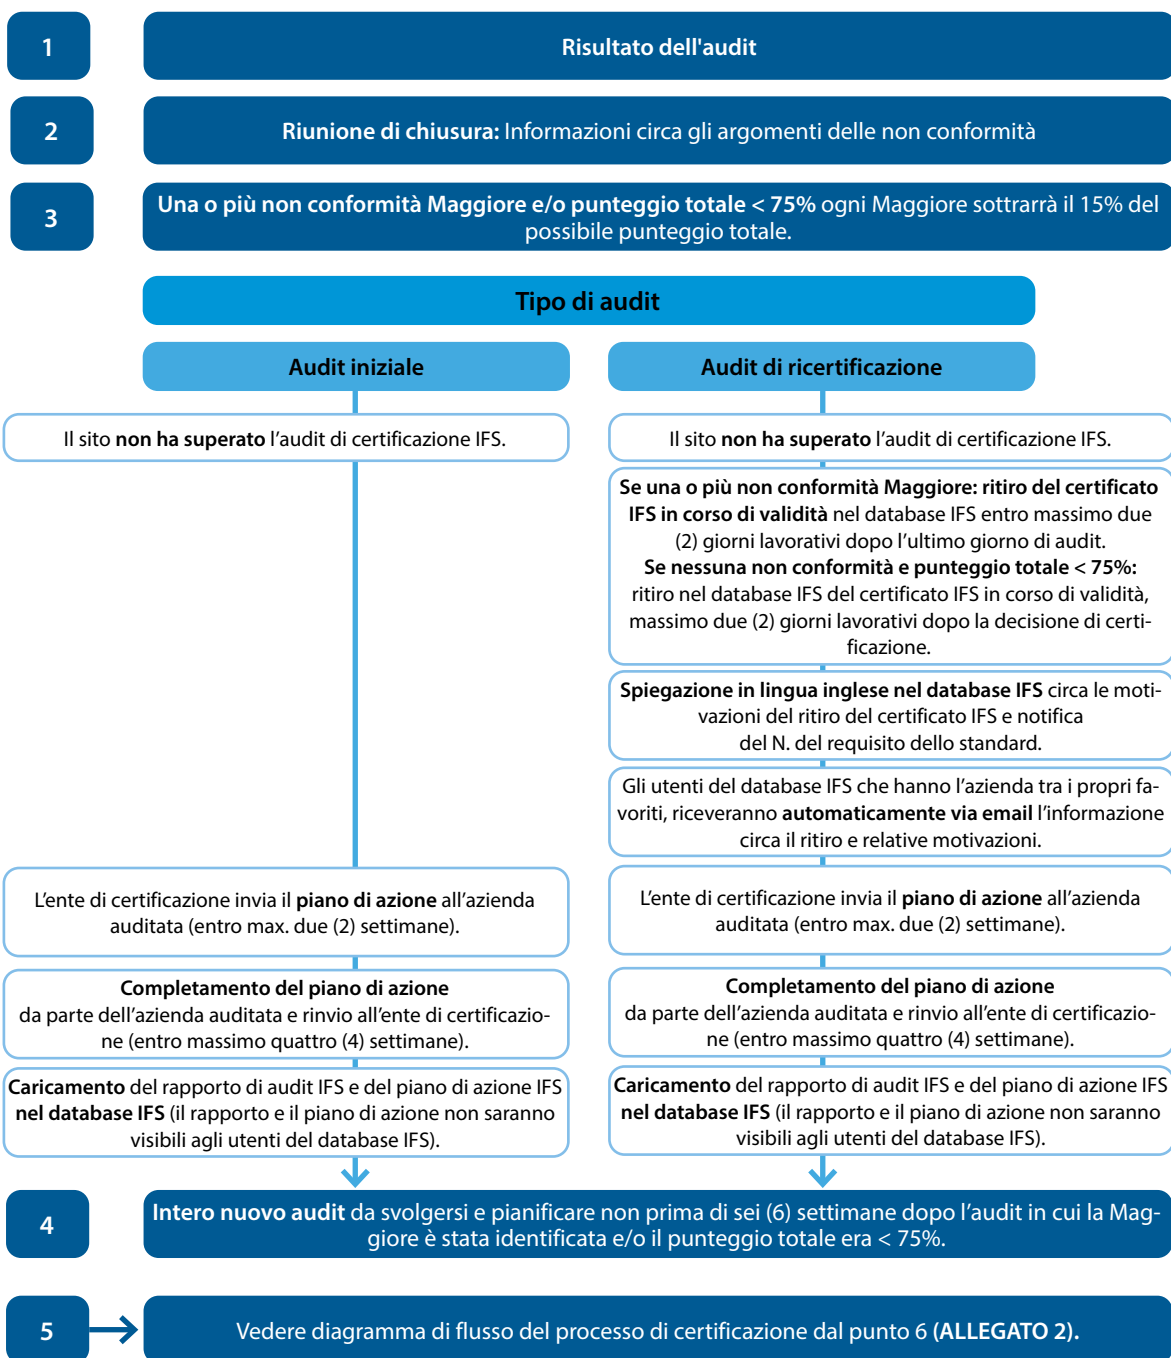 1
Risultato dell'audit
2
Riunione di chiusura: Informazioni circa gli argomenti delle non conformità
3
Una o più non conformità Maggiore e/o punteggio totale < 75% ogni Maggiore sottrarrà il 15% del
possibile punteggio totale.
Tipo di audit
Audit iniziale
Il sito non ha superato l'audit di certificazione IFS.
L'ente di certificazione invia il piano di azione all'azienda
auditata (entro max. due (2) settimane).
Completamento del piano di azione
da parte dell'azienda auditata e rinvio all'ente di certificazio-
ne (entro massimo quattro (4) settimane).
Caricamento del rapporto di audit IFS e del piano di azione IFS
nel database IFS (il rapporto e il piano di azione non saranno
visibili agli utenti del database IFS).
Audit di ricertificazione
Il sito non ha superato l'audit di certificazione IFS.
Se una o più non conformità Maggiore: ritiro del certificato
IFS in corso di validità nel database IFS entro massimo due
(2) giorni lavorativi dopo l'ultimo giorno di audit.
Se nessuna non conformità e punteggio totale < 75%:
ritiro nel database IFS del certificato IFS in corso di validità,
massimo due (2) giorni lavorativi dopo la decisione di certi-
ficazione.
Spiegazione in lingua inglese nel database IFS circa le moti-
vazioni del ritiro del certificato IFS e notifica
del N. del requisito dello standard.
Gli utenti del database IFS che hanno l'azienda tra i propri fa-
voriti, riceveranno automaticamente via email l'informazione
circa il ritiro e relative motivazioni.
L'ente di certificazione invia il piano di azione all'azienda
auditata (entro max. due (2) settimane).
Completamento del piano di azione
da parte dell'azienda auditata e rinvio all'ente di certificazio-
ne (entro massimo quattro (4) settimane).
Caricamento del rapporto di audit IFS e del piano di azione IFS
nel database IFS (il rapporto e il piano di azione non saranno
visibili agli utenti del database IFS).
4
Intero nuovo audit da svolgersi e pianificare non prima di sei (6) settimane dopo l'audit in cui la Mag-
giore è stata identificata e/o il punteggio totale era < 75%.
5
Vedere diagramma di flusso del processo di certificazione dal punto 6 (ALLEGATO 2).